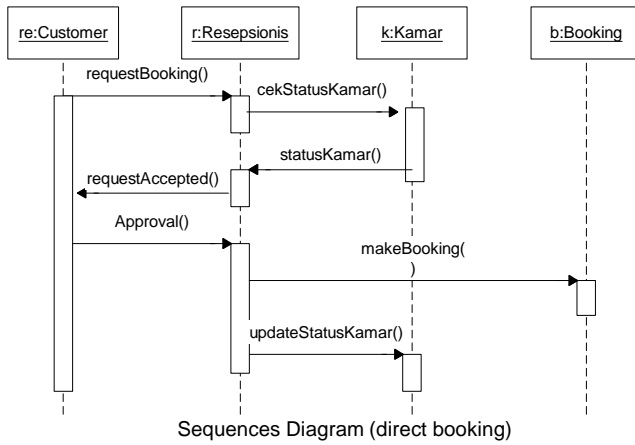 re:Customer
r:Resepsionis
k:Kamar
b:Booking
requestBooking()
cekStatusKamar()
statusKamar()
requestAccepted()
Approval()
makeBooking(
)
updateStatusKamar()
Sequences Diagram (direct booking)